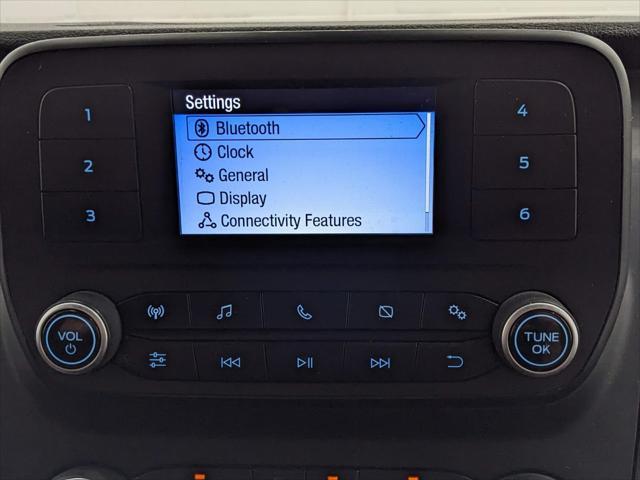 Settings
Bluetooth
Clock
General
Display
Connectivity Features
1
2
3
4
5
6
VOL
TUNE
OK